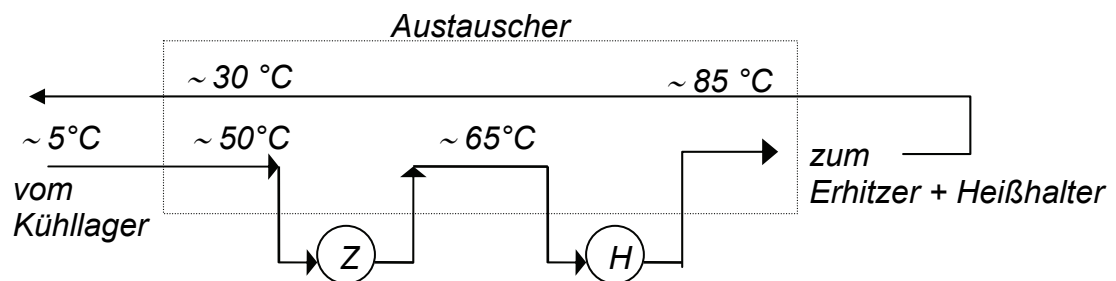 Austauscher
~ 30 °C ~ 85 °C
~ 5°C ~ 50°C ~ 65°C
vom
Kühllager
zum
Erhitzer + Heißhalter
Z H